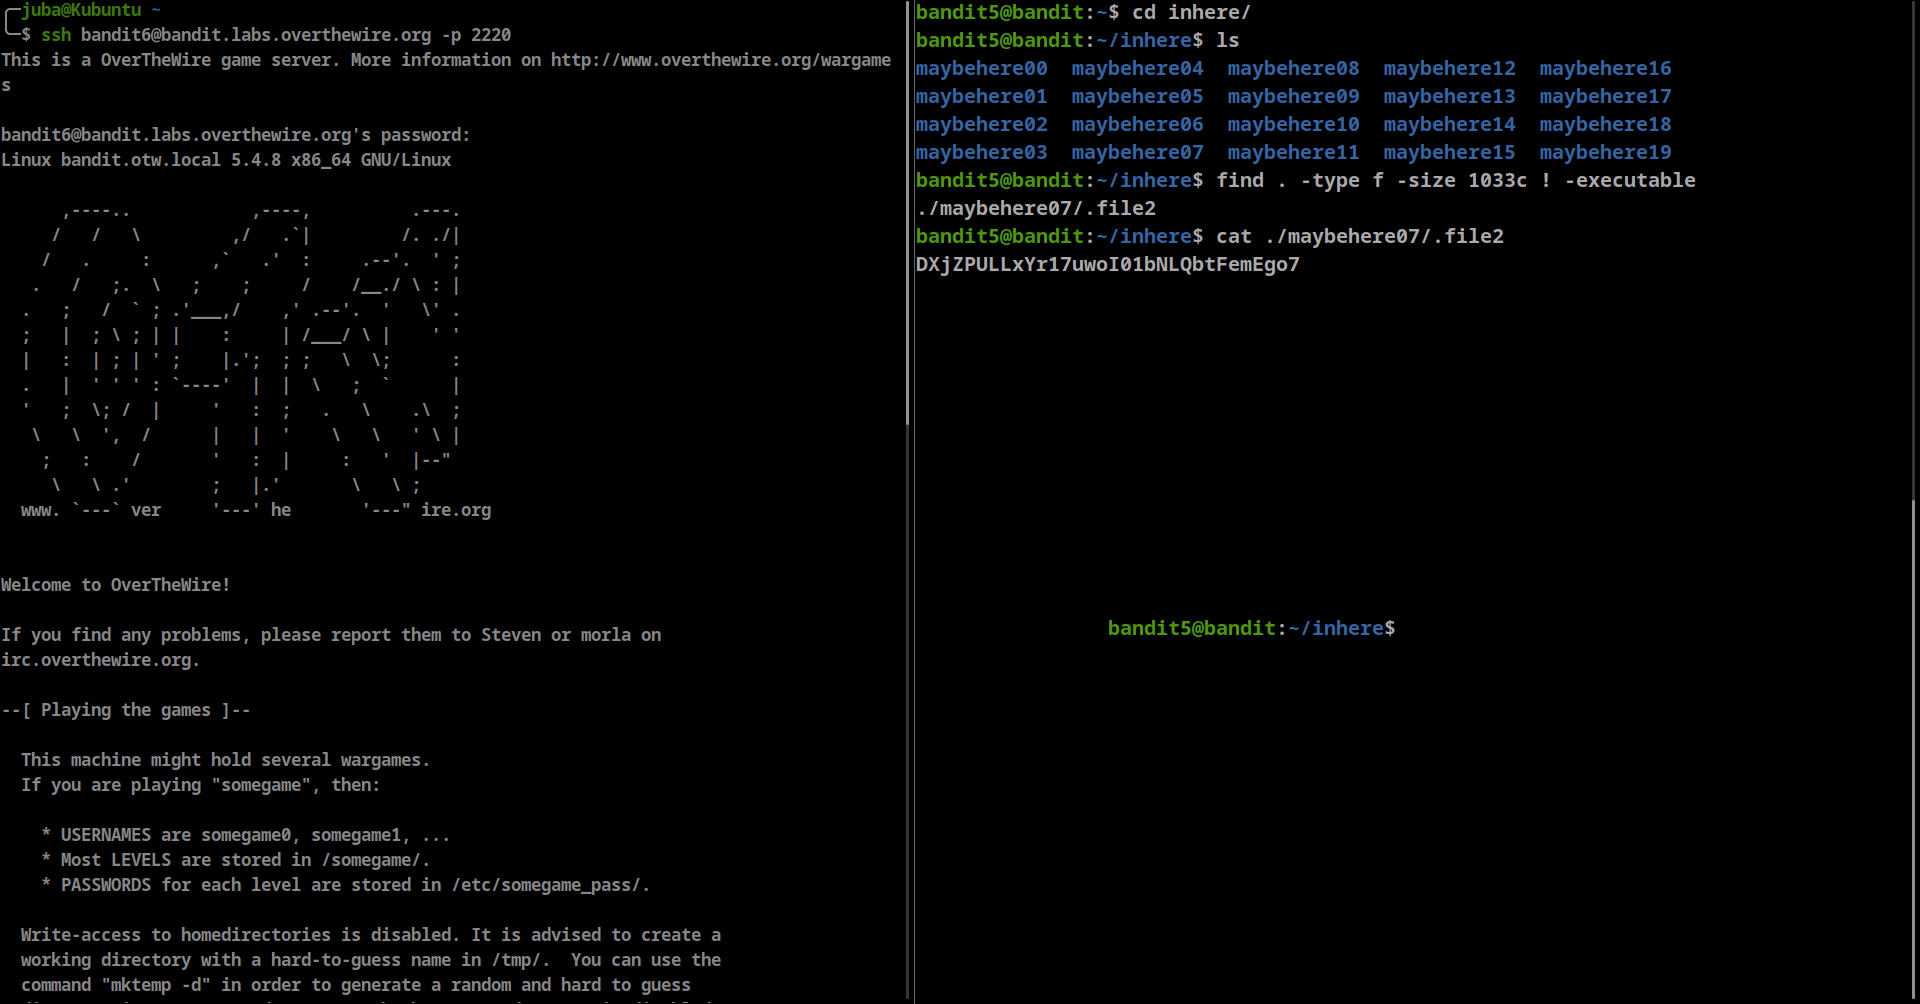 juba@Kubuntu ~
$ ssh bandit6@bandit.labs.overthewire.org -p 2220
This is a OverTheWire game server. More information on http://www.overthewire.org/wargame
s
bandit6@bandit.labs.overthewire.org's password:
Linux bandit.otw.local 5.4.8 x86_64 GNU/Linux
www. ver he ire.org
Welcome to OverTheWire!
If you find any problems, please report them to Steven or morla on
irc.overthewire.org.
--[ Playing the games ]--
This machine might hold several wargames.
If you are playing "somegame", then:
* USERNAMES are somegame0, somegame1, ...
* Most LEVELS are stored in /somegame/.
* PASSWORDS for each level are stored in /etc/somegame_pass/.
Write-access to homedirectories is disabled. It is advised to create a
working directory with a hard-to-guess name in /tmp/.  You can use the
command "mktemp -d" in order to generate a random and hard to guess
bandit5@bandit:~$ cd inhere/
bandit5@bandit:~/inhere$ ls
maybehere00  maybehere04  maybehere08  maybehere12  maybehere16
maybehere01  maybehere05  maybehere09  maybehere13  maybehere17
maybehere02  maybehere06  maybehere10  maybehere14  maybehere18
maybehere03  maybehere07  maybehere11  maybehere15  maybehere19
bandit5@bandit:~/inhere$ find . -type f -size 1033c ! -executable
./maybehere07/.file2
bandit5@bandit:~/inhere$ cat ./maybehere07/.file2
DXjZPULLxYr17uwoI01bNLQbtFemEgo7
bandit5@bandit:~/inhere$